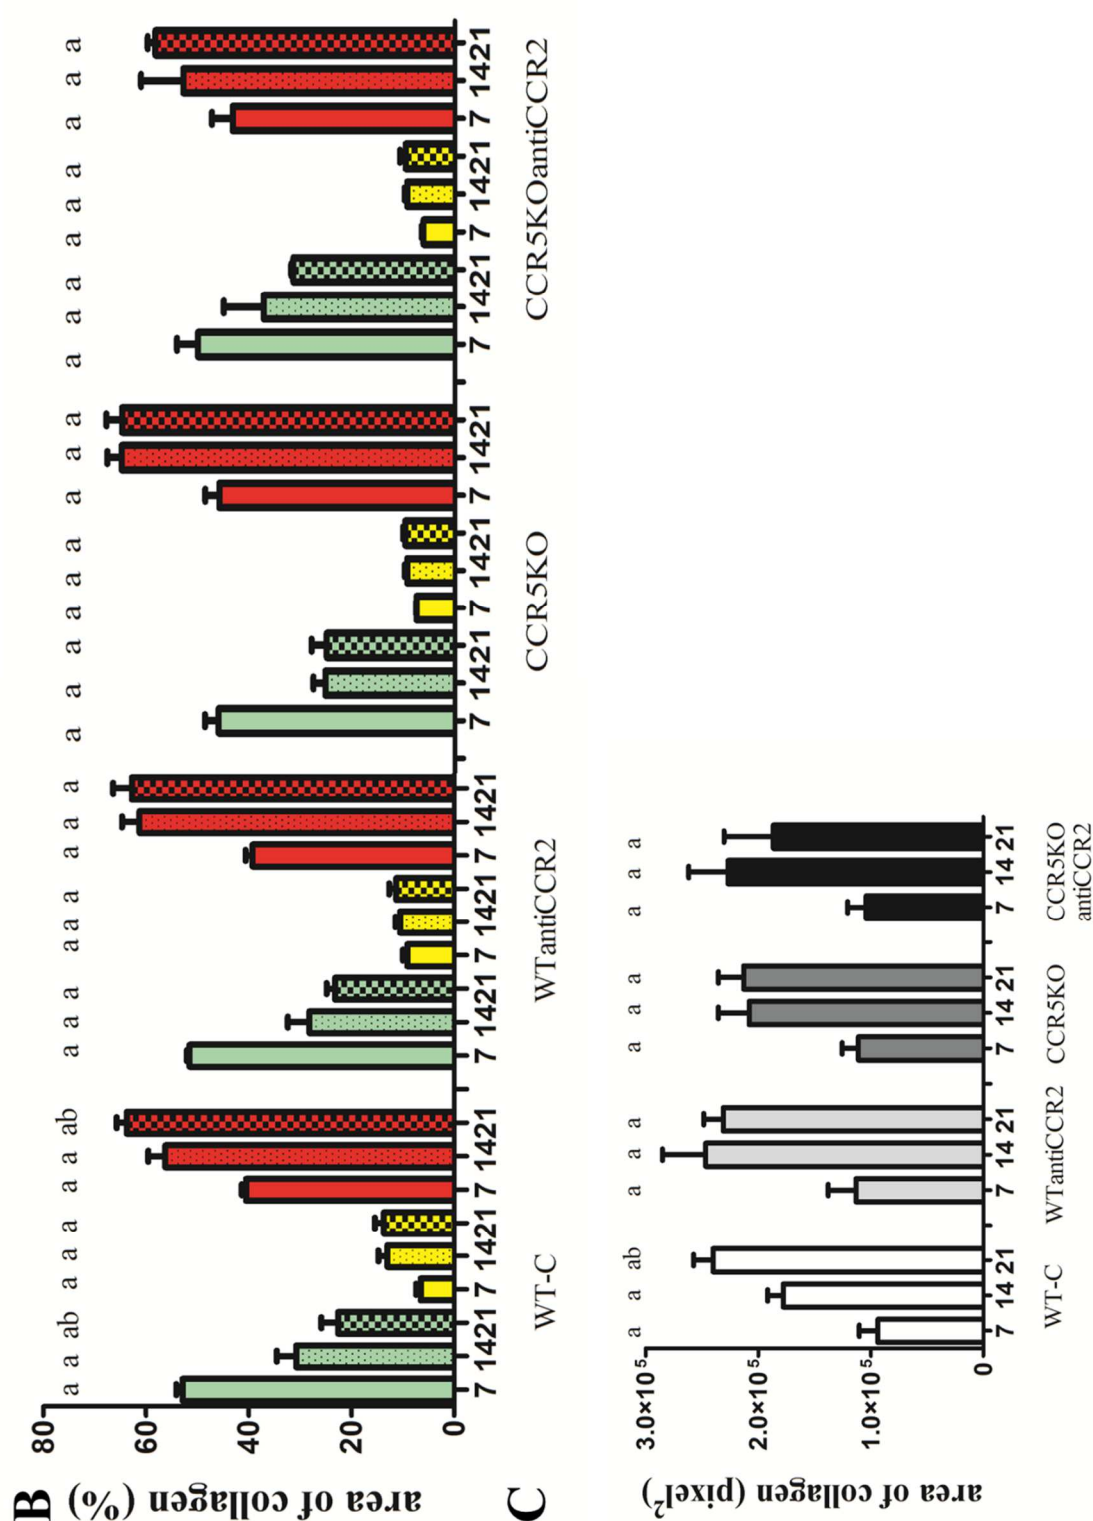 B
area of collagen (%)
80
60
40
20
0
a a ab a a a a a ab a a a a a a a a a a a a a a a a a a a a a a a a a a a
7 14 21 7 14 21 7 14 21 7 14 21 7 14 21 7 14 21 7 14 21 7 14 21 7 14 21 7 14 21 7 14 21 7 14 21
WT-C WTantiCCR2 CCR5KO CCR5KOantiCCR2
C
area of collagen (pixel²)
3.0×10⁵
2.0×10⁵
1.0×10⁵
0
a a ab a a a a a a a a a
7 14 21 7 14 21 7 14 21 7 14 21
WT-C WTantiCCR2 CCR5KO CCR5KO
antiCCR2